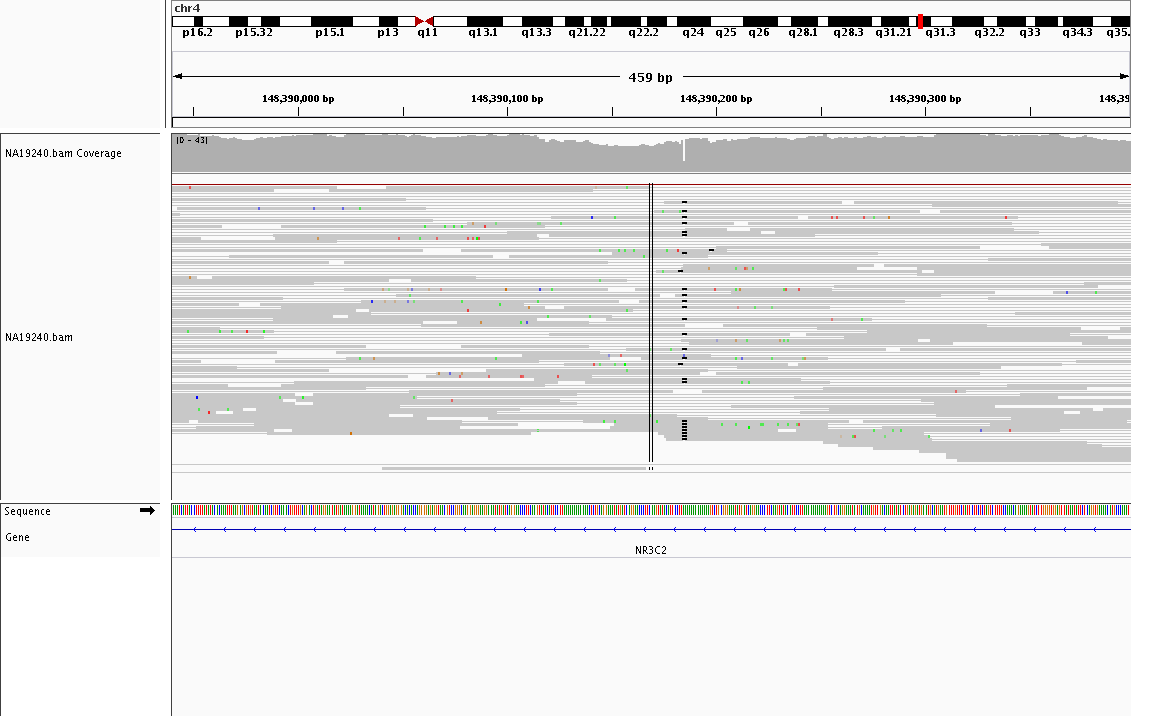 chr4
p16.2 p15.32 p15.1 p13 q11 q13.1 q13.3 q21.22 q22.2 q24 q25 q26 q28.1 q28.3 q31.21 q31.3 q32.2 q33 q34.3 q35.
459 bp
148,390,000 bp 148,390,100 bp 148,390,200 bp 148,390,300 bp 148,39
NA19240.bam Coverage
[0 - 43]
NA19240.bam
Sequence
Gene
NR3C2